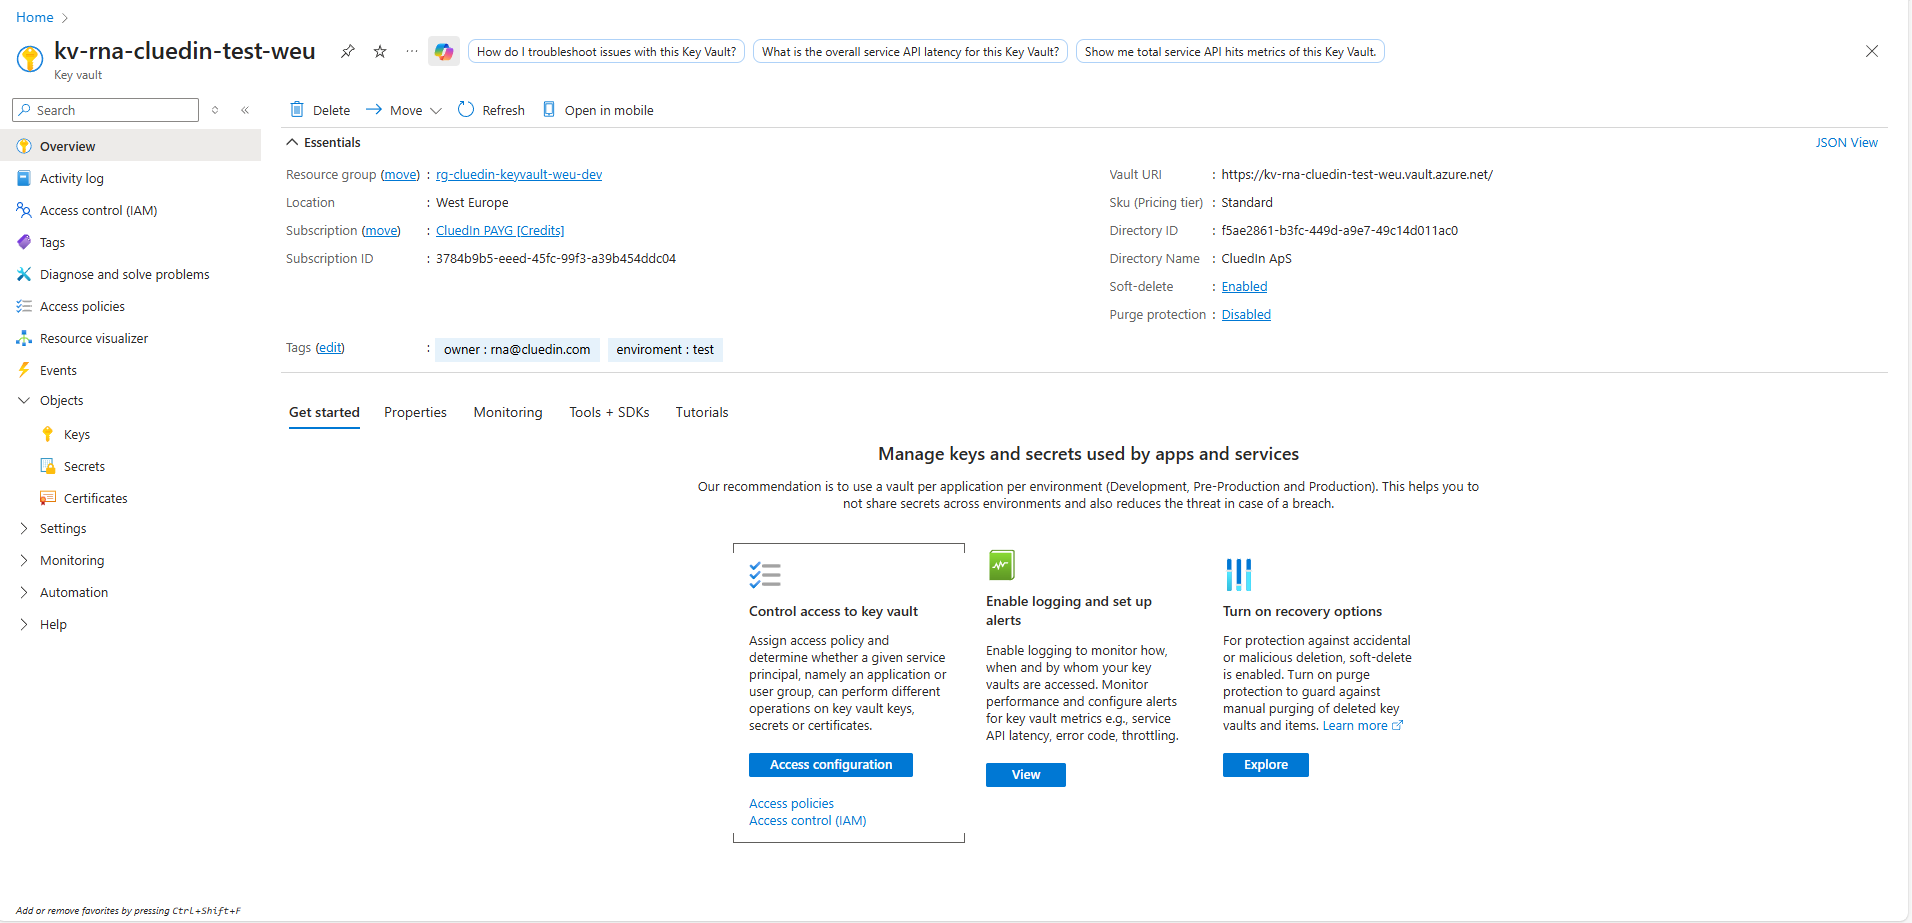 Home
kv-rna-cluedin-test-weu
Key vault
How do I troubleshoot issues with this Key Vault?
What is the overall service API latency for this Key Vault?
Show me total service API hits metrics of this Key Vault.
Search
Overview
Activity log
Access control (IAM)
Tags
Diagnose and solve problems
Access policies
Resource visualizer
Events
Objects
Keys
Secrets
Certificates
Settings
Monitoring
Automation
Help
Add or remove favorites by pressing Ctrl+Shift+F
Delete
Move
Refresh
Open in mobile
Essentials
JSON View
Resource group (move) : rg-cluedin-keyvault-weu-dev
Location : West Europe
Subscription (move) : CluedIn PAYG [Credits]
Subscription ID : 3784b9b5-eeed-45fc-99f3-a39b454ddc04
Vault URI : https://kv-rna-cluedin-test-weu.vault.azure.net/
Sku (Pricing tier) : Standard
Directory ID : f5ae2861-b3fc-449d-a9e7-49c14d011ac0
Directory Name : CluedIn ApS
Soft-delete : Enabled
Purge protection : Disabled
Tags (edit) : owner : rna@cluedin.com enviroment : test
Get started
Properties
Monitoring
Tools + SDKs
Tutorials
Manage keys and secrets used by apps and services
Our recommendation is to use a vault per application per environment (Development, Pre-Production and Production). This helps you to
not share secrets across environments and also reduces the threat in case of a breach.
Control access to key vault
Assign access policy and
determine whether a given service
principal, namely an application or
user group, can perform different
operations on key vault keys,
secrets or certificates.
Access configuration
Access policies
Access control (IAM)
Enable logging and set up
alerts
Enable logging to monitor how,
when and by whom your key
vaults are accessed. Monitor
performance and configure alerts
for key vault metrics e.g., service
API latency, error code, throttling.
View
Turn on recovery options
For protection against accidental
or malicious deletion, soft-delete
is enabled. Turn on purge
protection to guard against
manual purging of deleted key
vaults and items. Learn more
Explore